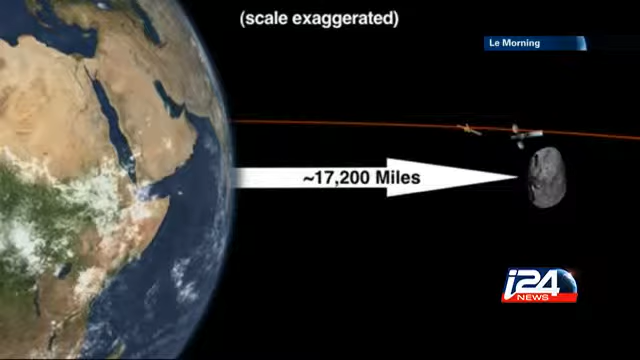 (scale exaggerated)
Le Morning
~17,200 Miles
i24
NEWS